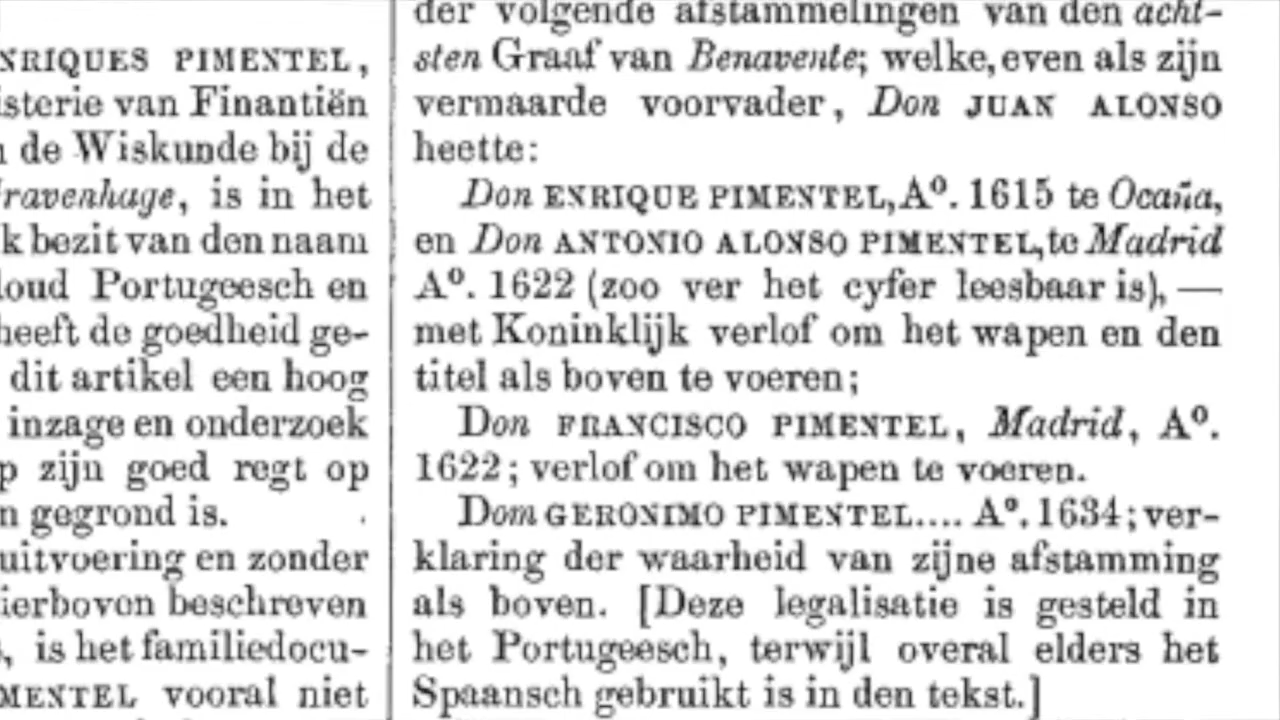 NRIQUES PIMENTEL,
isterie van Finantiën
de Wiskunde bij de
ravenhage, is in het
k bezit van den naam
loud Portugeesch en
heeft de goedheid ge-
dit artikel een hoog
inzage en onderzoek
p zijn goed regt op
n gegrond is.
uitvoering en zonder
ierboven beschreven
, is het familiedocu-
MENTEL vooral niet
der volgende afstammelingen van den acht-
sten Graaf van Benavente; welke, even als zijn
vermaarde voorvader, Don JUAN ALONSO
heette:
Don ENRIQUE PIMENTEL, Aº. 1615 te Ocaña,
en Don ANTONIO ALONSO PIMENTEL, te Madrid
Aº. 1622 (zoo ver het cyfer leesbaar is), —
met Koninklijk verlof om het wapen en den
titel als boven te voeren;
Don FRANCISCO PIMENTEL, Madrid, Aº.
1622; verlof om het wapen te voeren.
Dom GERONIMO PIMENTEL.... Aº. 1634; ver-
klaring der waarheid van zijne afstamming
als boven. [Deze legalisatie is gesteld in
het Portugeesch, terwijl overal elders het
Spaansch gebruikt is in den tekst.]